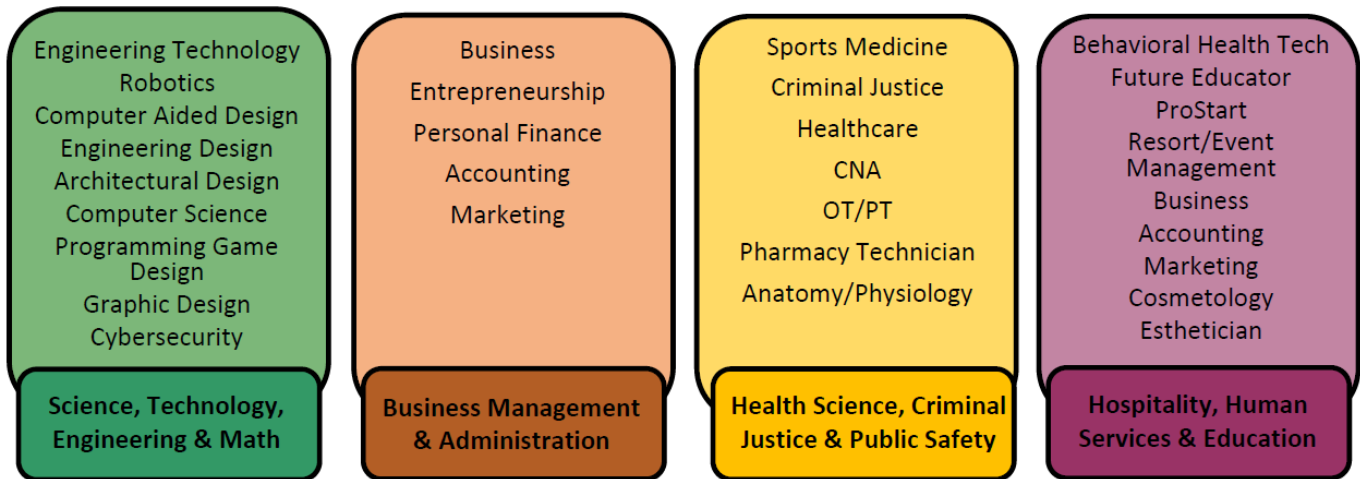 Engineering Technology
Robotics
Computer Aided Design
Engineering Design
Architectural Design
Computer Science
Programming Game
Design
Graphic Design
Cybersecurity
Science, Technology,
Engineering & Math
Business
Entrepreneurship
Personal Finance
Accounting
Marketing
Business Management
& Administration
Sports Medicine
Criminal Justice
Healthcare
CNA
OT/PT
Pharmacy Technician
Anatomy/Physiology
Health Science, Criminal
Justice & Public Safety
Behavioral Health Tech
Future Educator
ProStart
Resort/Event
Management
Business
Accounting
Marketing
Cosmetology
Esthetician
Hospitality, Human
Services & Education